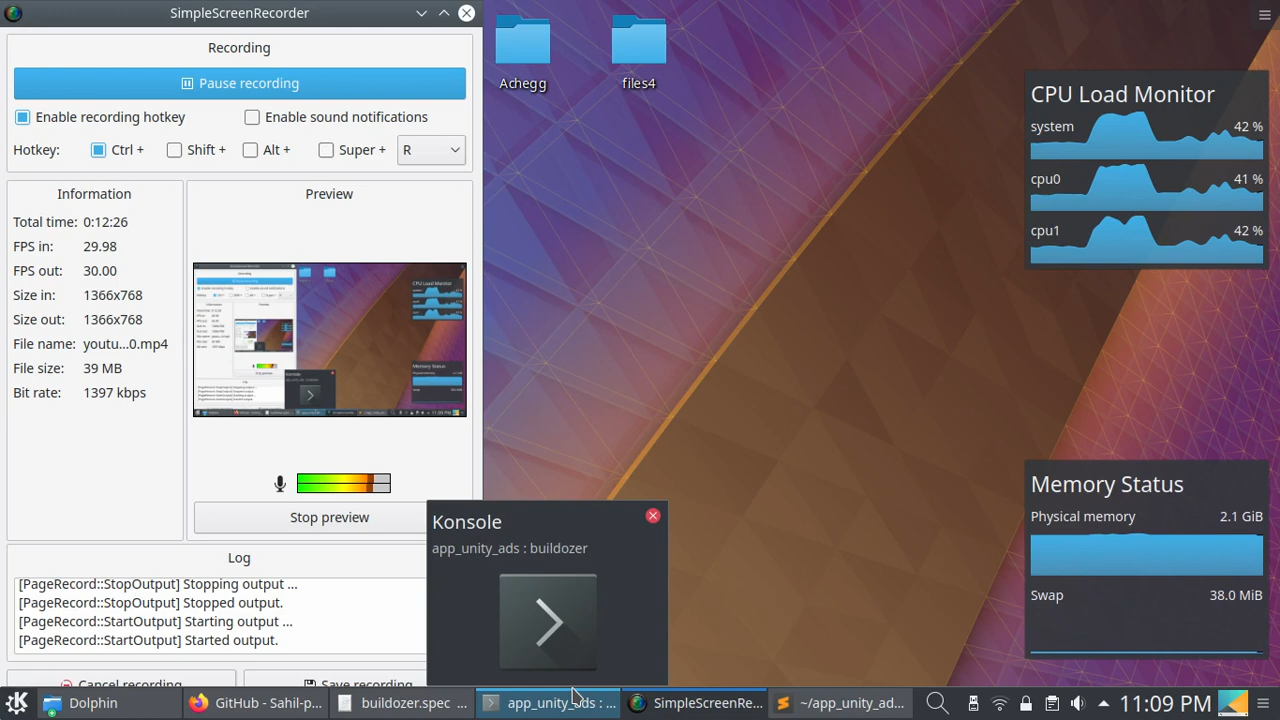 SimpleScreenRecorder
Recording
Pause recording
Enable recording hotkey
Enable sound notifications
Hotkey:
Ctrl +
Shift +
Alt +
Super +
R
Information
Total time: 0:12:26
FPS in: 29.98
FPS out: 30.00
Size in: 1366x768
Size out: 1366x768
File name: youtu...0.mp4
File size: 39 MB
Bit rate: 1397 kbps
Preview
Stop preview
Log
[PageRecord::StopOutput] Stopping output ...
[PageRecord::StopOutput] Stopped output.
[PageRecord::StartOutput] Starting output ...
[PageRecord::StartOutput] Started output.
Cancel recording
Save recording
Achegg
files4
CPU Load Monitor
system 42 %
cpu0 41 %
cpu1 42 %
Memory Status
Physical memory 2.1 GiB
Swap 38.0 MiB
Konsole
app_unity_ads : buildozer
Dolphin
GitHub - Sahil-p...
buildozer.spec ...
app_unity_ads : ...
SimpleScreenRe...
~/app_unity_ad...
11:09 PM